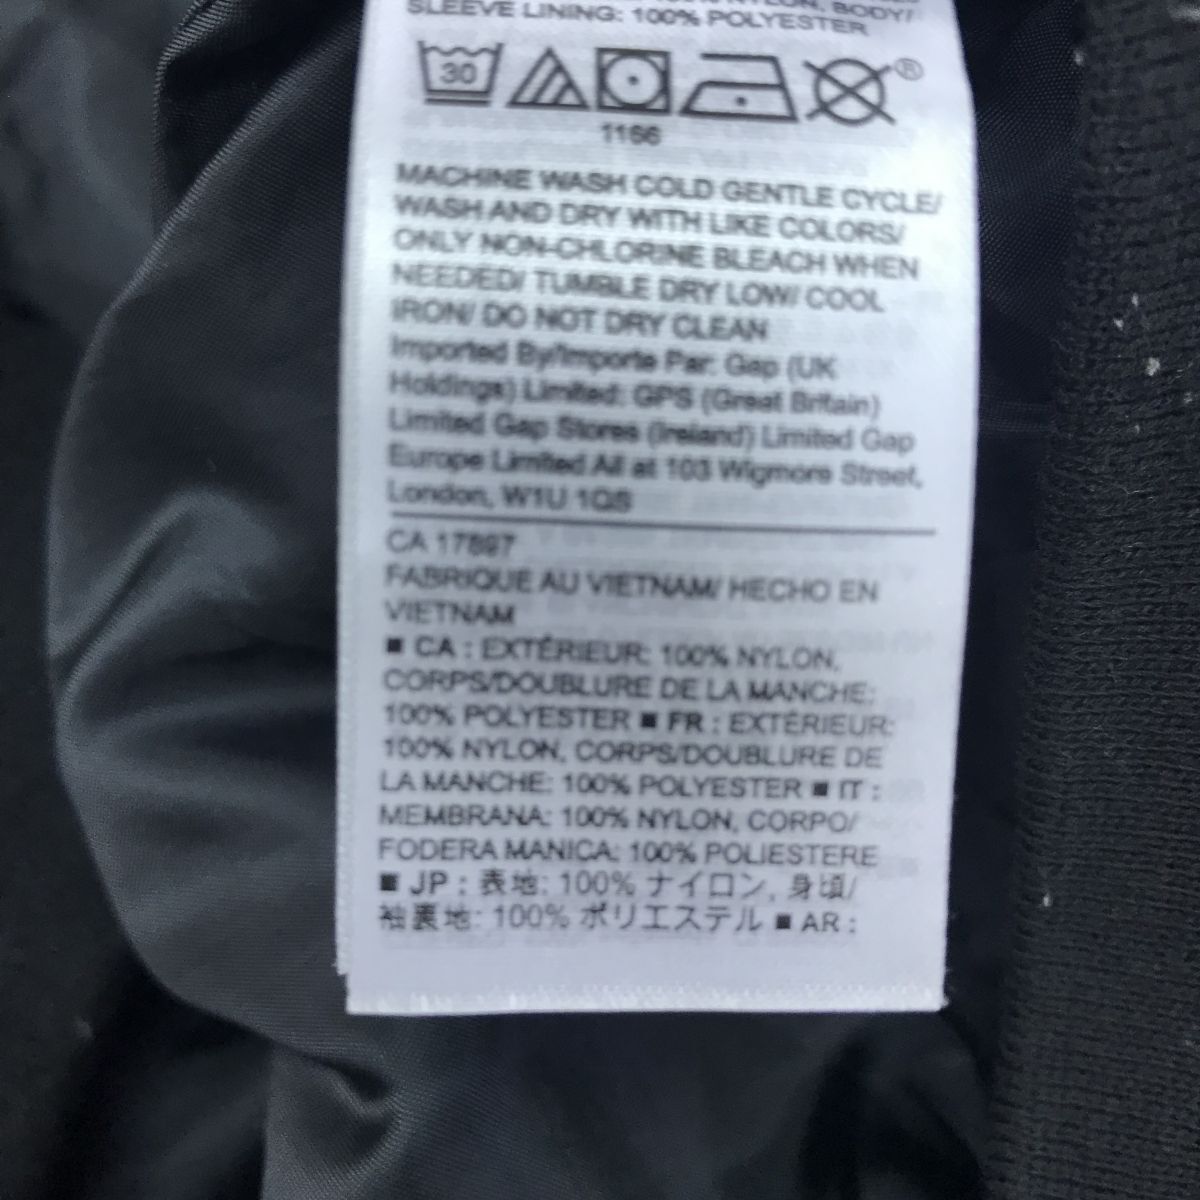 NYLON, BODY/
SLEEVE LINING: 100% POLYESTER
30 ®
1166
MACHINE WASH COLD GENTLE CYCLE/
WASH AND DRY WITH LIKE COLORS/
ONLY NON-CHLORINE BLEACH WHEN
NEEDED/ TUMBLE DRY LOW/ COOL
IRON/ DO NOT DRY CLEAN
Imported By/Importe Par: Gap (UK
Holdings) Limited: GPS (Great Britain)
Limited Gap Stores (Ireland) Limited Gap
Europe Limited All at 103 Wigmore Street,
London, W1U 1QS
CA 17897
FABRIQUE AU VIETNAM/ HECHO EN
VIETNAM
■ CA : EXTÉRIEUR: 100% NYLON,
CORPS/DOUBLURE DE LA MANCHE:
100% POLYESTER ■ FR : EXTÉRIEUR:
100% NYLON, CORPS/DOUBLURE DE
LA MANCHE: 100% POLYESTER ■ IT :
MEMBRANA: 100% NYLON, CORPO/
FODERA MANICA: 100% POLIESTERE
■ JP : 表地: 100% ナイロン, 身頃/
袖裏地: 100% ポリエステル ■ AR :